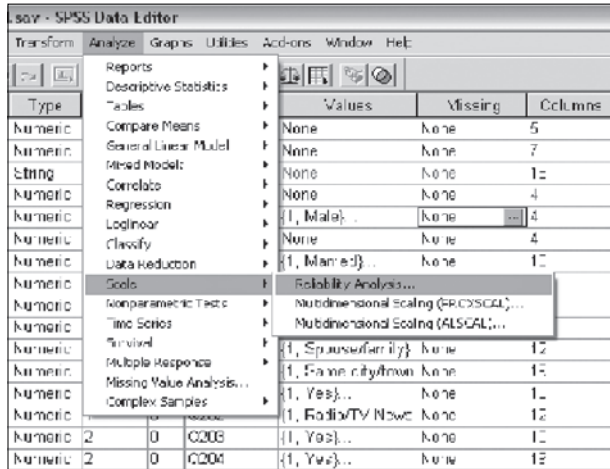 .sav - SPSS Data Editor
Transform Analyze Graphs Utilities Add-ons Window Help
Type Values Missing Columns
Reports
Descriptive Statistics
Tables
Compare Means
General Linear Model
Mixed Models
Correlate
Regression
Loglinear
Classify
Data Reduction
Scale
Nonparametric Tests
Time Series
Survival
Multiple Response
Missing Value Analysis...
Complex Samples
Reliability Analysis...
Multidimensional Scaling (PROXSCAL)...
Multidimensional Scaling (ALSCAL)...
Numeric None None 5
Numeric None None 7
String None None
Numeric None None 4
Numeric {1, Male}... None ... 4
Numeric None None 4
Numeric {1, Married}... None
Numeric
Numeric
Numeric
Numeric {1, Spouse/family} None 12
Numeric {1, Same city/town None
Numeric {1, Yes}... None
Numeric {1, Radio/TV News None 12
Numeric 2 0 Q203 {1, Yes}... None
Numeric 2 0 Q204 {1, Yes}... None